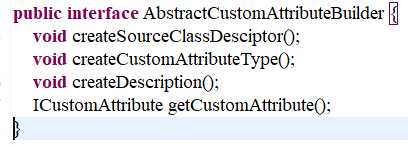 public interface AbstractCustomAttributeBuilder {
void createSourceClassDesciptor();
void createCustomAttributeType();
void createDescription();
ICustomAttribute getCustomAttribute();
}